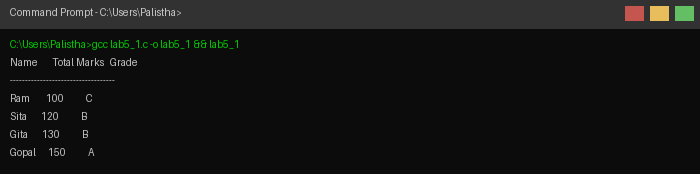 Command Prompt - C:\Users\Palistha>
C:\Users\Palistha>gcc lab5_1.c -o lab5_1 && lab5_1
Name Total Marks Grade
-----------------------------------
Ram 100 C
Sita 120 B
Gita 130 B
Gopal 150 A